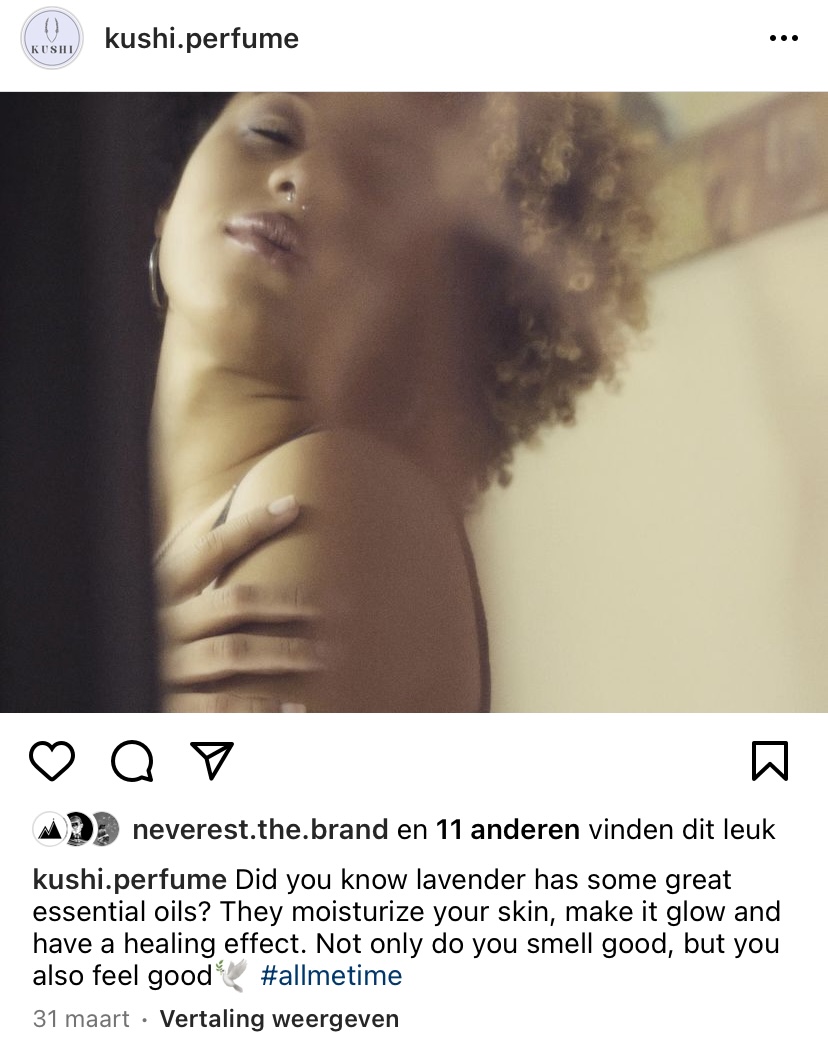 KUSHI
kushi.perfume
neverest.the.brand en 11 anderen vinden dit leuk
kushi.perfume Did you know lavender has some great
essential oils? They moisturize your skin, make it glow and
have a healing effect. Not only do you smell good, but you
also feel good🕊️ #allmetime
31 maart · Vertaling weergeven